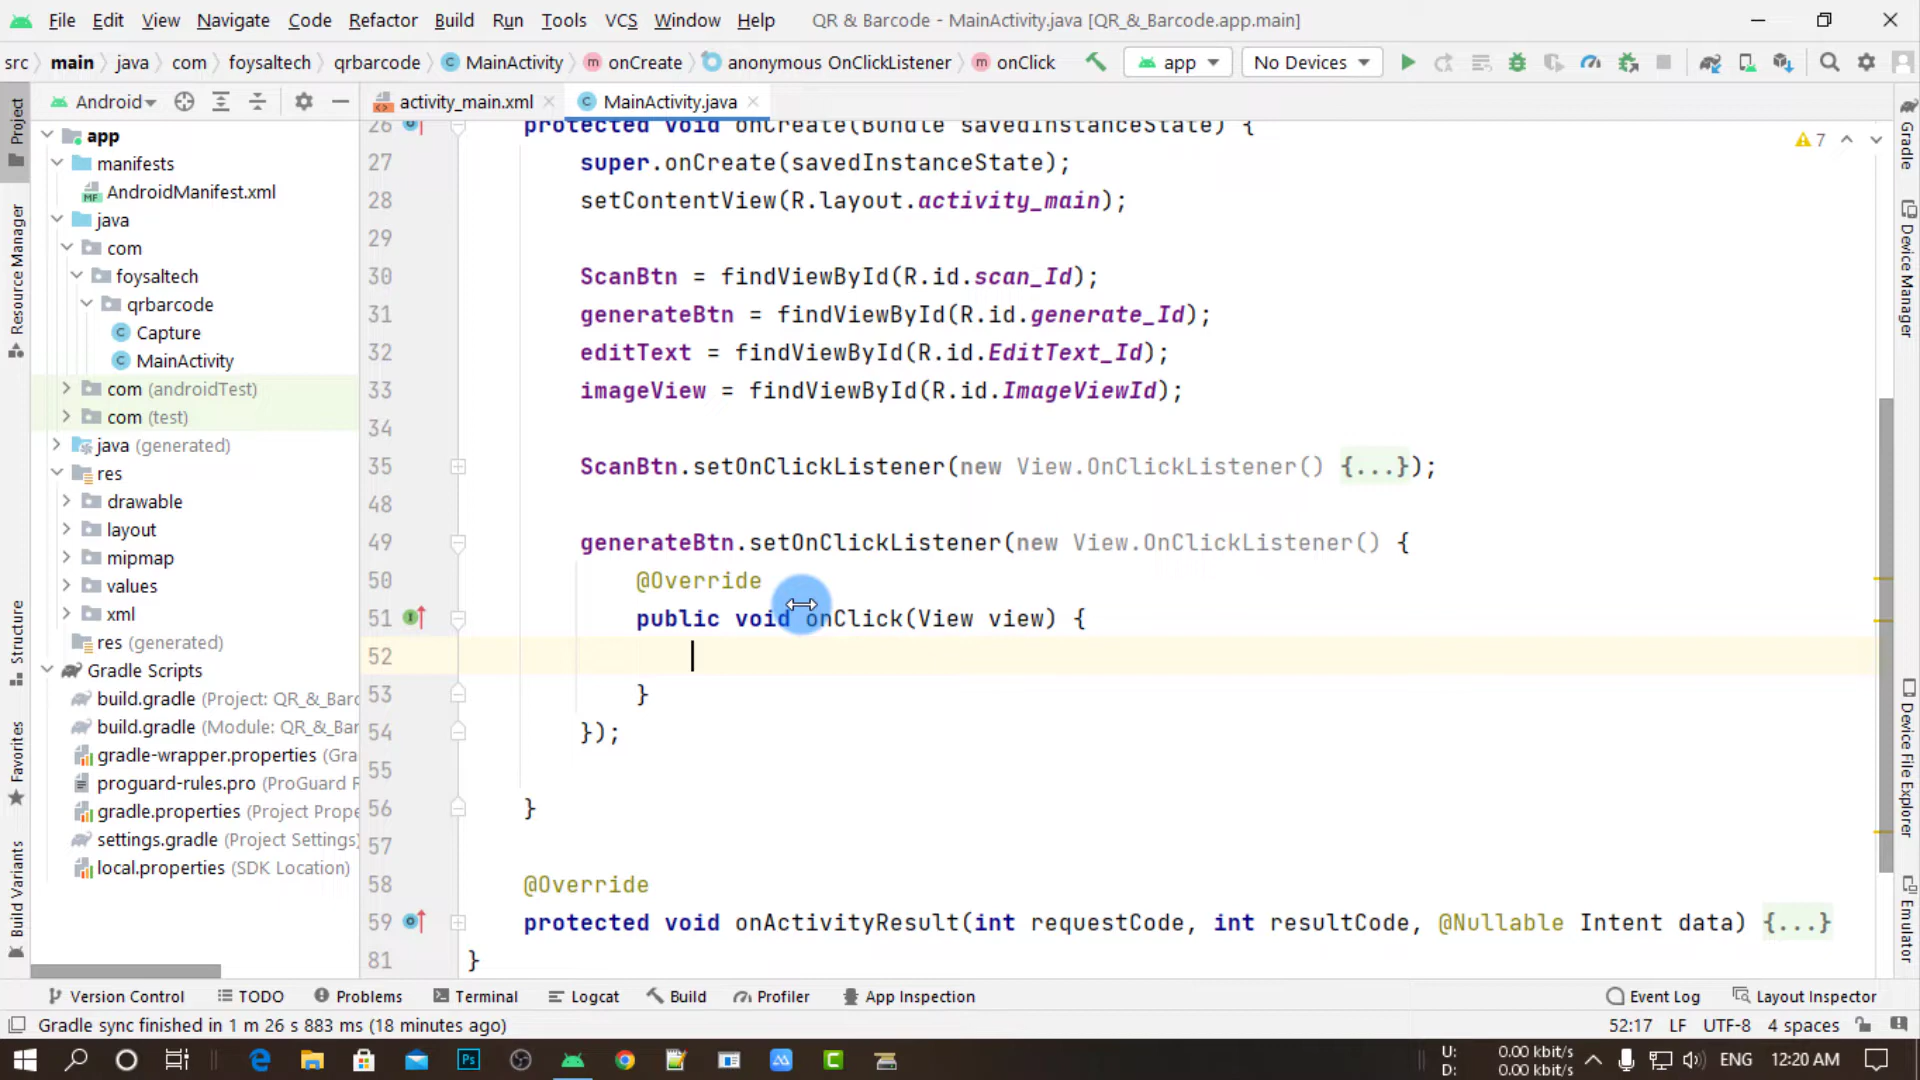 File Edit View Navigate Code Refactor Build Run Tools VCS Window Help QR & Barcode - MainActivity.java [QR_&_Barcode.app.main]
src main java com foysaltech qrbarcode MainActivity onCreate anonymous OnClickListener onClick app No Devices
Android activity_main.xml MainActivity.java
Project
Resource Manager
Structure
Favorites
Build Variants
app
manifests
AndroidManifest.xml
java
com
foysaltech
qrbarcode
Capture
MainActivity
com (androidTest)
com (test)
java (generated)
res
drawable
layout
mipmap
values
xml
res (generated)
Gradle Scripts
build.gradle (Project: QR_&_Barc
build.gradle (Module: QR_&_Bar
gradle-wrapper.properties (Gra
proguard-rules.pro (ProGuard R
gradle.properties (Project Prope
settings.gradle (Project Settings)
local.properties (SDK Location)
7
26 protected void onCreate(Bundle savedInstanceState) {
27 super.onCreate(savedInstanceState);
28 setContentView(R.layout.activity_main);
29
30 ScanBtn = findViewById(R.id.scan_Id);
31 generateBtn = findViewById(R.id.generate_Id);
32 editText = findViewById(R.id.EditText_Id);
33 imageView = findViewById(R.id.ImageViewId);
34
35 ScanBtn.setOnClickListener(new View.OnClickListener() {...});
48
49 generateBtn.setOnClickListener(new View.OnClickListener() {
50 @Override
51 public void onClick(View view) {
52
53 }
54 });
55
56 }
57
58 @Override
59 protected void onActivityResult(int requestCode, int resultCode, @Nullable Intent data) {...}
81 }
Gradle
Device Manager
Device File Explorer
Emulator
Version Control TODO Problems Terminal Logcat Build Profiler App Inspection Event Log Layout Inspector
Gradle sync finished in 1 m 26 s 883 ms (18 minutes ago) 52:17 LF UTF-8 4 spaces
U: 0.00 kbit/s
D: 0.00 kbit/s
ENG 12:20 AM